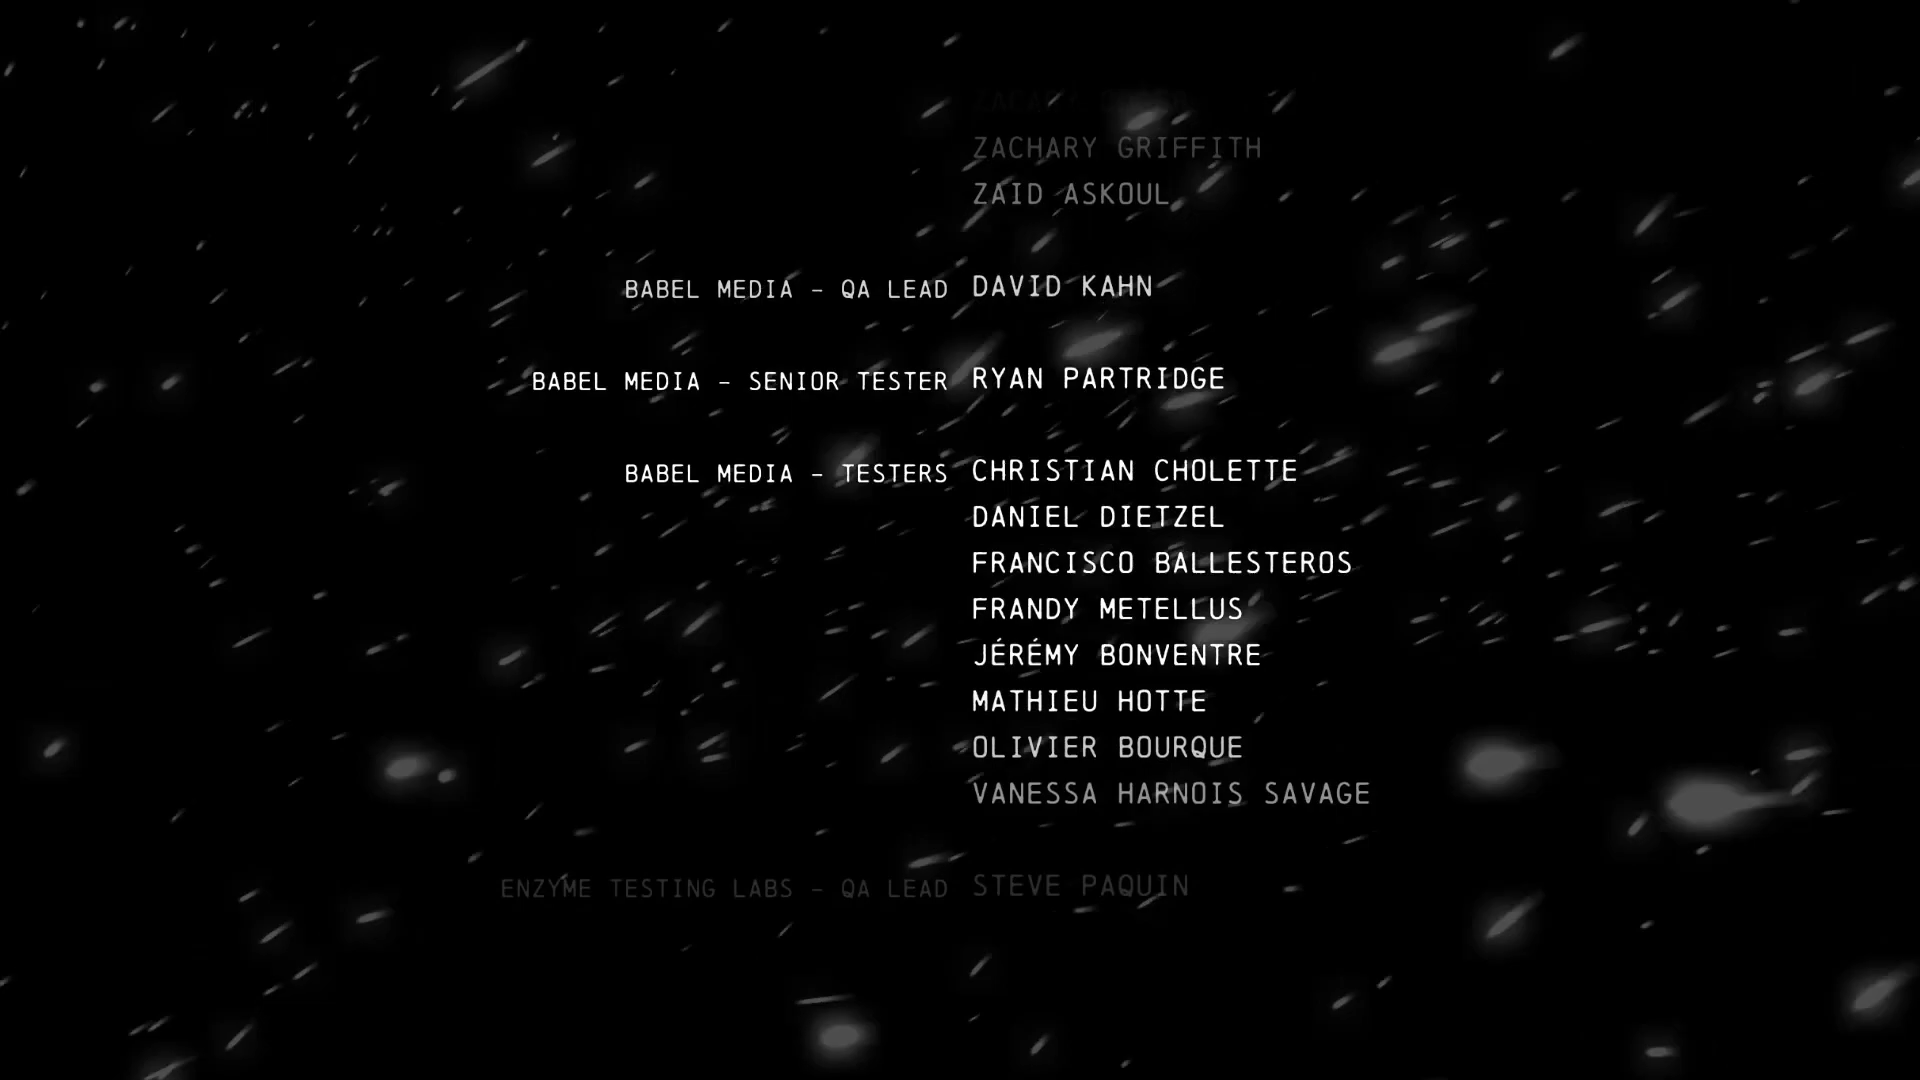 ZACHARY GRIFFITH
ZAID ASKOUL
BABEL MEDIA – QA LEAD DAVID KAHN
BABEL MEDIA – SENIOR TESTER RYAN PARTRIDGE
BABEL MEDIA – TESTERS CHRISTIAN CHOLETTE
DANIEL DIETZEL
FRANCISCO BALLESTEROS
FRANDY METELLUS
JÉRÉMY BONVENTRE
MATHIEU HOTTE
OLIVIER BOURQUE
VANESSA HARNOIS SAVAGE
ENZYME TESTING LABS – QA LEAD STEVE PAQUIN